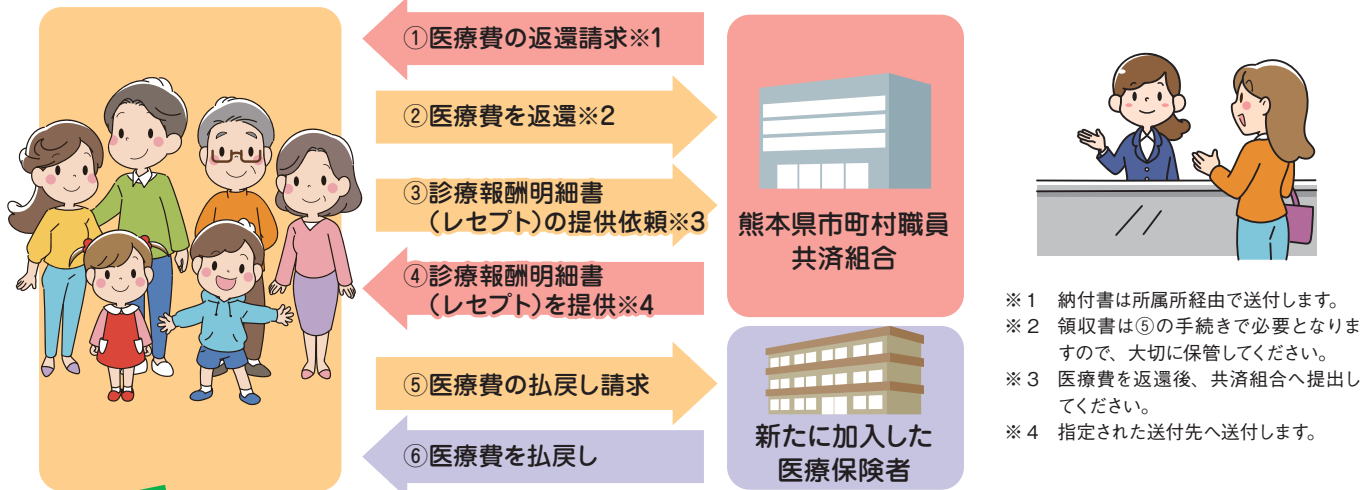 ①医療費の返還請求※1
②医療費を返還※2
③診療報酬明細書
(レセプト)の提供依頼※3
④診療報酬明細書
(レセプト)を提供※4
⑤医療費の払戻し請求
⑥医療費を払戻し
熊本県市町村職員
共済組合
新たに加入した
医療保険者
※1 納付書は所属所経由で送付します。
※2 領収書は⑤の手続きで必要となりま
すので、大切に保管してください。
※3 医療費を返還後、共済組合へ提出し
てください。
※4 指定された送付先へ送付します。